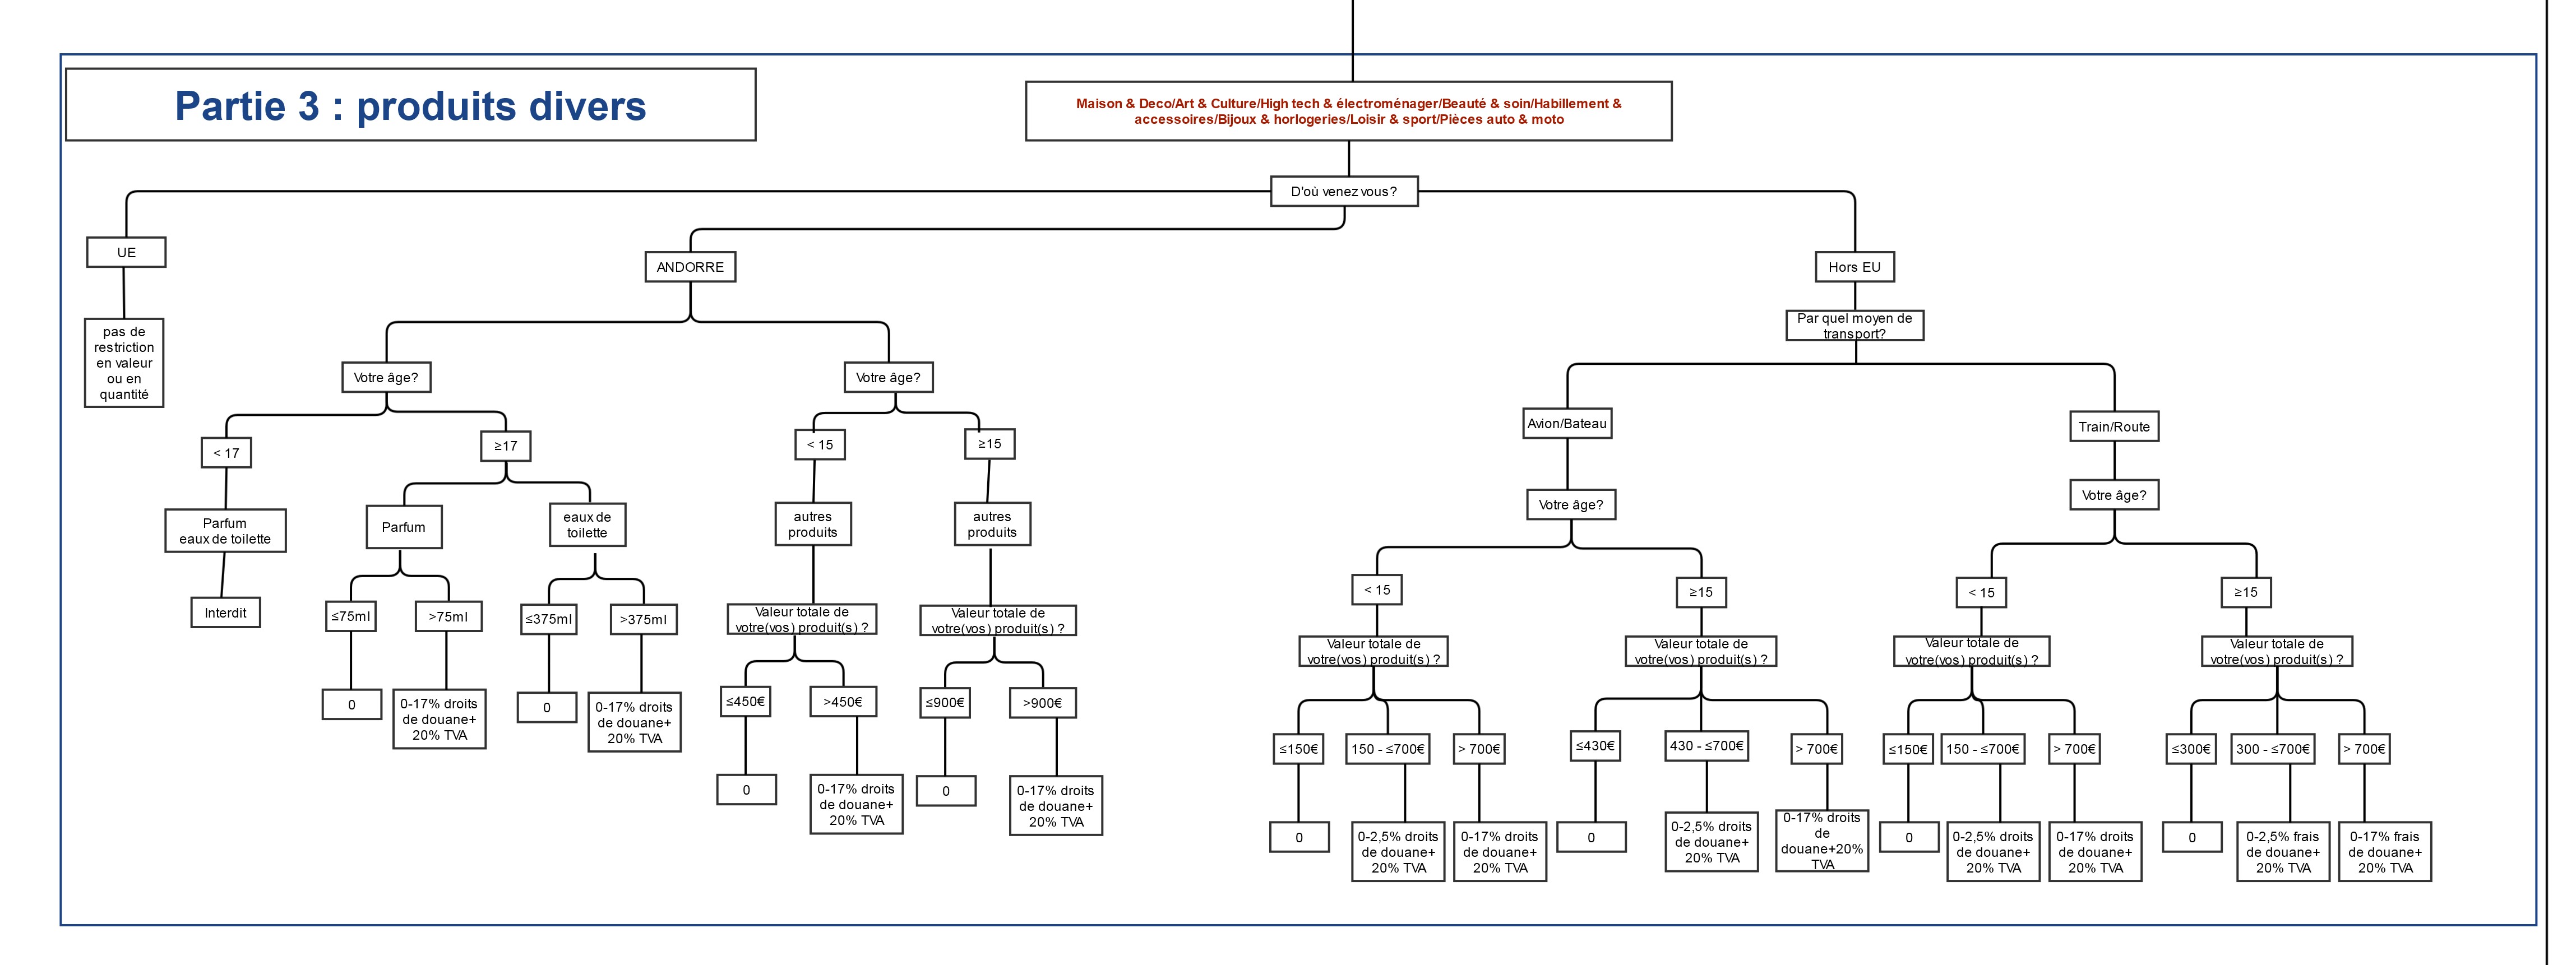 Partie 3 : produits divers
Maison & Deco/Art & Culture/High tech & électroménager/Beauté & soin/Habillement &
accessoires/Bijoux & horlogeries/Loisir & sport/Pièces auto & moto
D'où venez vous?
UE
ANDORRE
Hors EU
pas de
restriction
en valeur
ou en
quantité
Par quel moyen de
transport?
Votre âge?
Votre âge?
Avion/Bateau
Train/Route
< 17
≥17
< 15
≥15
Votre âge?
Votre âge?
Parfum
eaux de toilette
Parfum
eaux de
toilette
autres
produits
autres
produits
Interdit
≤75ml
>75ml
≤375ml
>375ml
Valeur totale de
votre(vos) produit(s) ?
Valeur totale de
votre(vos) produit(s) ?
< 15
≥15
< 15
≥15
Valeur totale de
votre(vos) produit(s) ?
Valeur totale de
votre(vos) produit(s) ?
Valeur totale de
votre(vos) produit(s) ?
Valeur totale de
votre(vos) produit(s) ?
0
0-17% droits
de douane+
20% TVA
0
0-17% droits
de douane+
20% TVA
≤450€
>450€
≤900€
>900€
≤150€
150 - ≤700€
> 700€
≤430€
430 - ≤700€
> 700€
≤150€
150 - ≤700€
> 700€
≤300€
300 - ≤700€
> 700€
0
0-17% droits
de douane+
20% TVA
0
0-17% droits
de douane+
20% TVA
0
0-2,5% droits
de douane+
20% TVA
0-17% droits
de douane+
20% TVA
0
0-2,5% droits
de douane+
20% TVA
0-17% droits
de
douane+20%
TVA
0
0-2,5% droits
de douane+
20% TVA
0-17% droits
de douane+
20% TVA
0
0-2,5% frais
de douane+
20% TVA
0-17% frais
de douane+
20% TVA